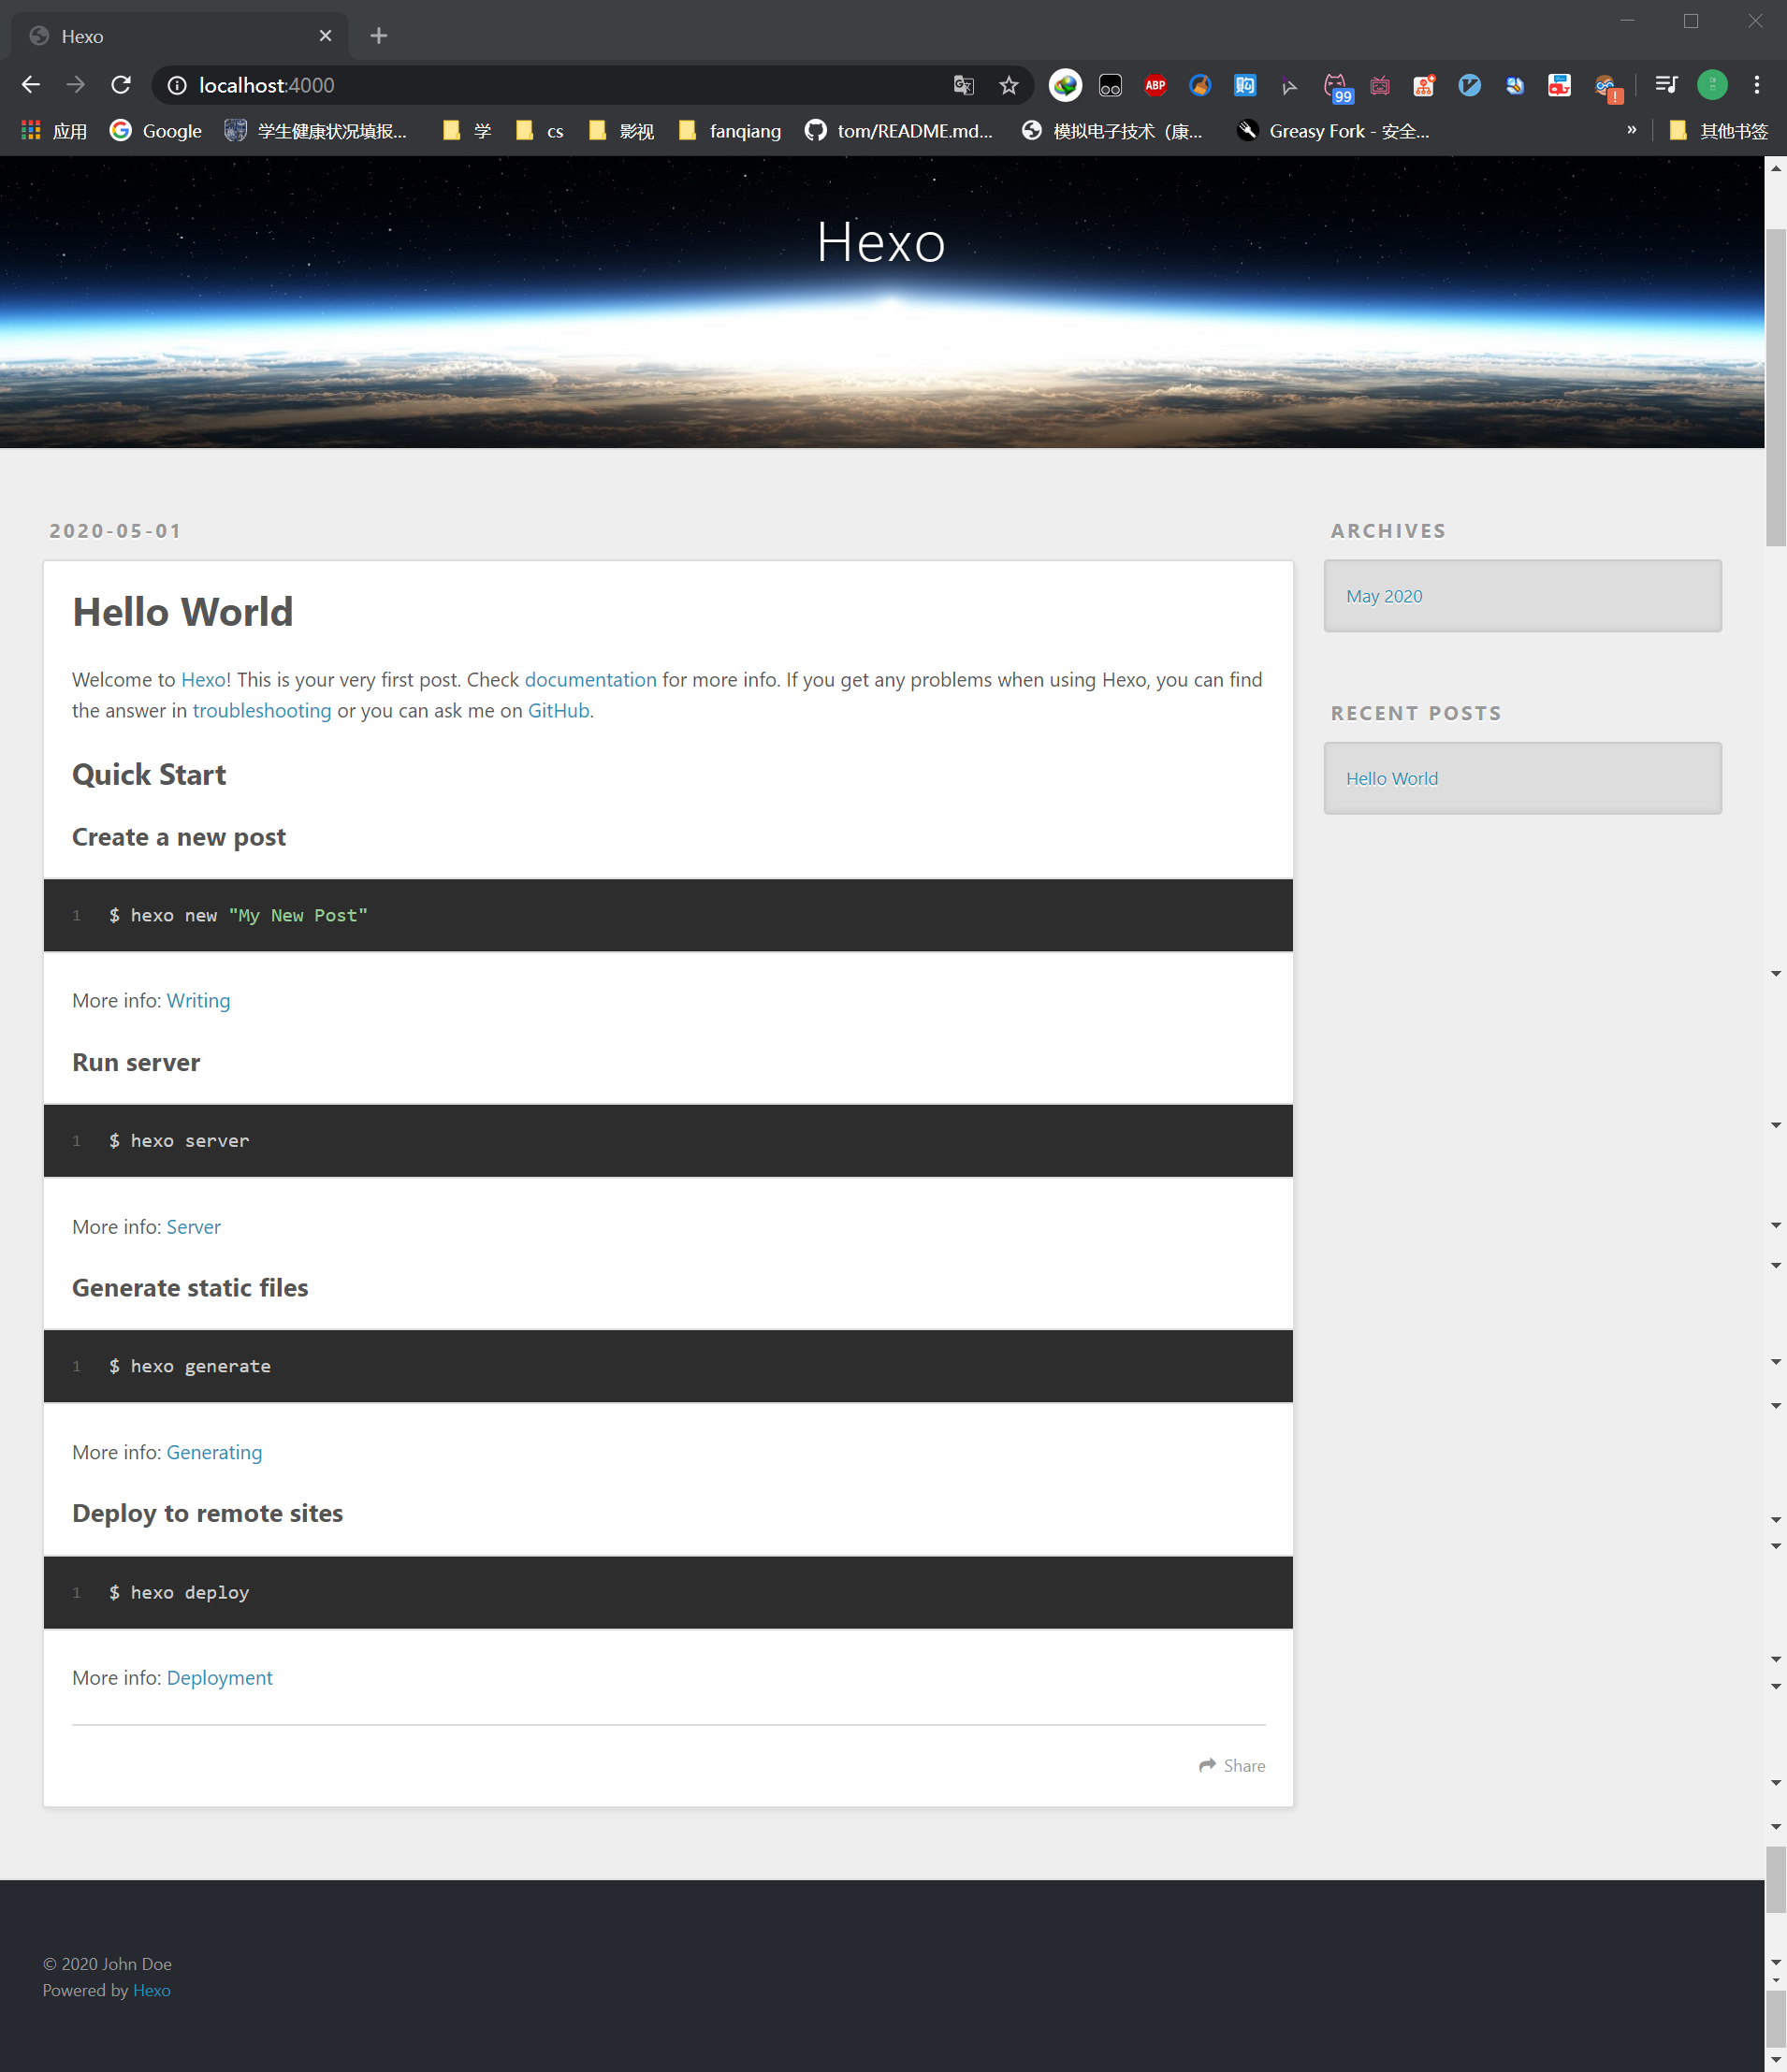 Hexo
localhost:4000
ABP
购
99
!
应用
Google
学生健康状况填报...
学
cs
影视
fanqiang
tom/README.md...
模拟电子技术（康...
Greasy Fork - 安全...
»
其他书签
Hexo
2020-05-01
Hello World
Welcome to Hexo! This is your very first post. Check documentation for more info. If you get any problems when using Hexo, you can find
the answer in troubleshooting or you can ask me on GitHub.
Quick Start
Create a new post
1 $ hexo new "My New Post"
More info: Writing
Run server
1 $ hexo server
More info: Server
Generate static files
1 $ hexo generate
More info: Generating
Deploy to remote sites
1 $ hexo deploy
More info: Deployment
Share
ARCHIVES
May 2020
RECENT POSTS
Hello World
© 2020 John Doe
Powered by Hexo